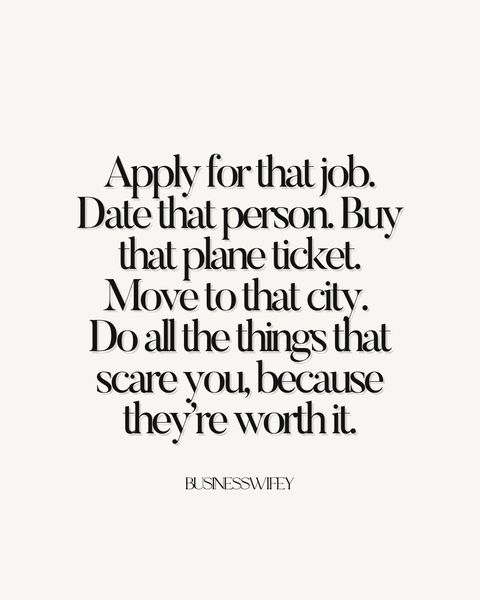 Apply for that job.
Date that person. Buy
that plane ticket.
Move to that city.
Do all the things that
scare you, because
they're worth it.
BUSINESSWIFEY